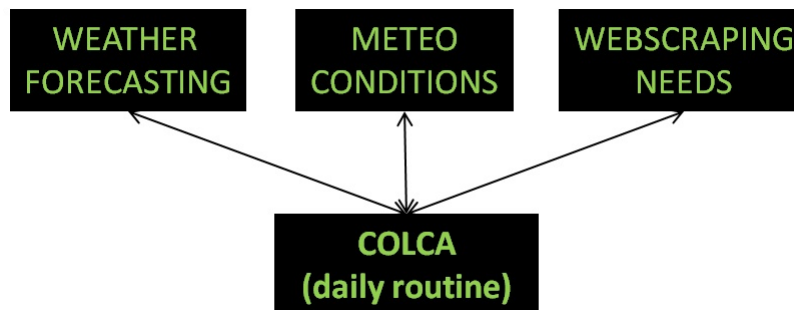 WEATHER
FORECASTING
METEO
CONDITIONS
WEBSCRAPING
NEEDS
COLCA
(daily routine)